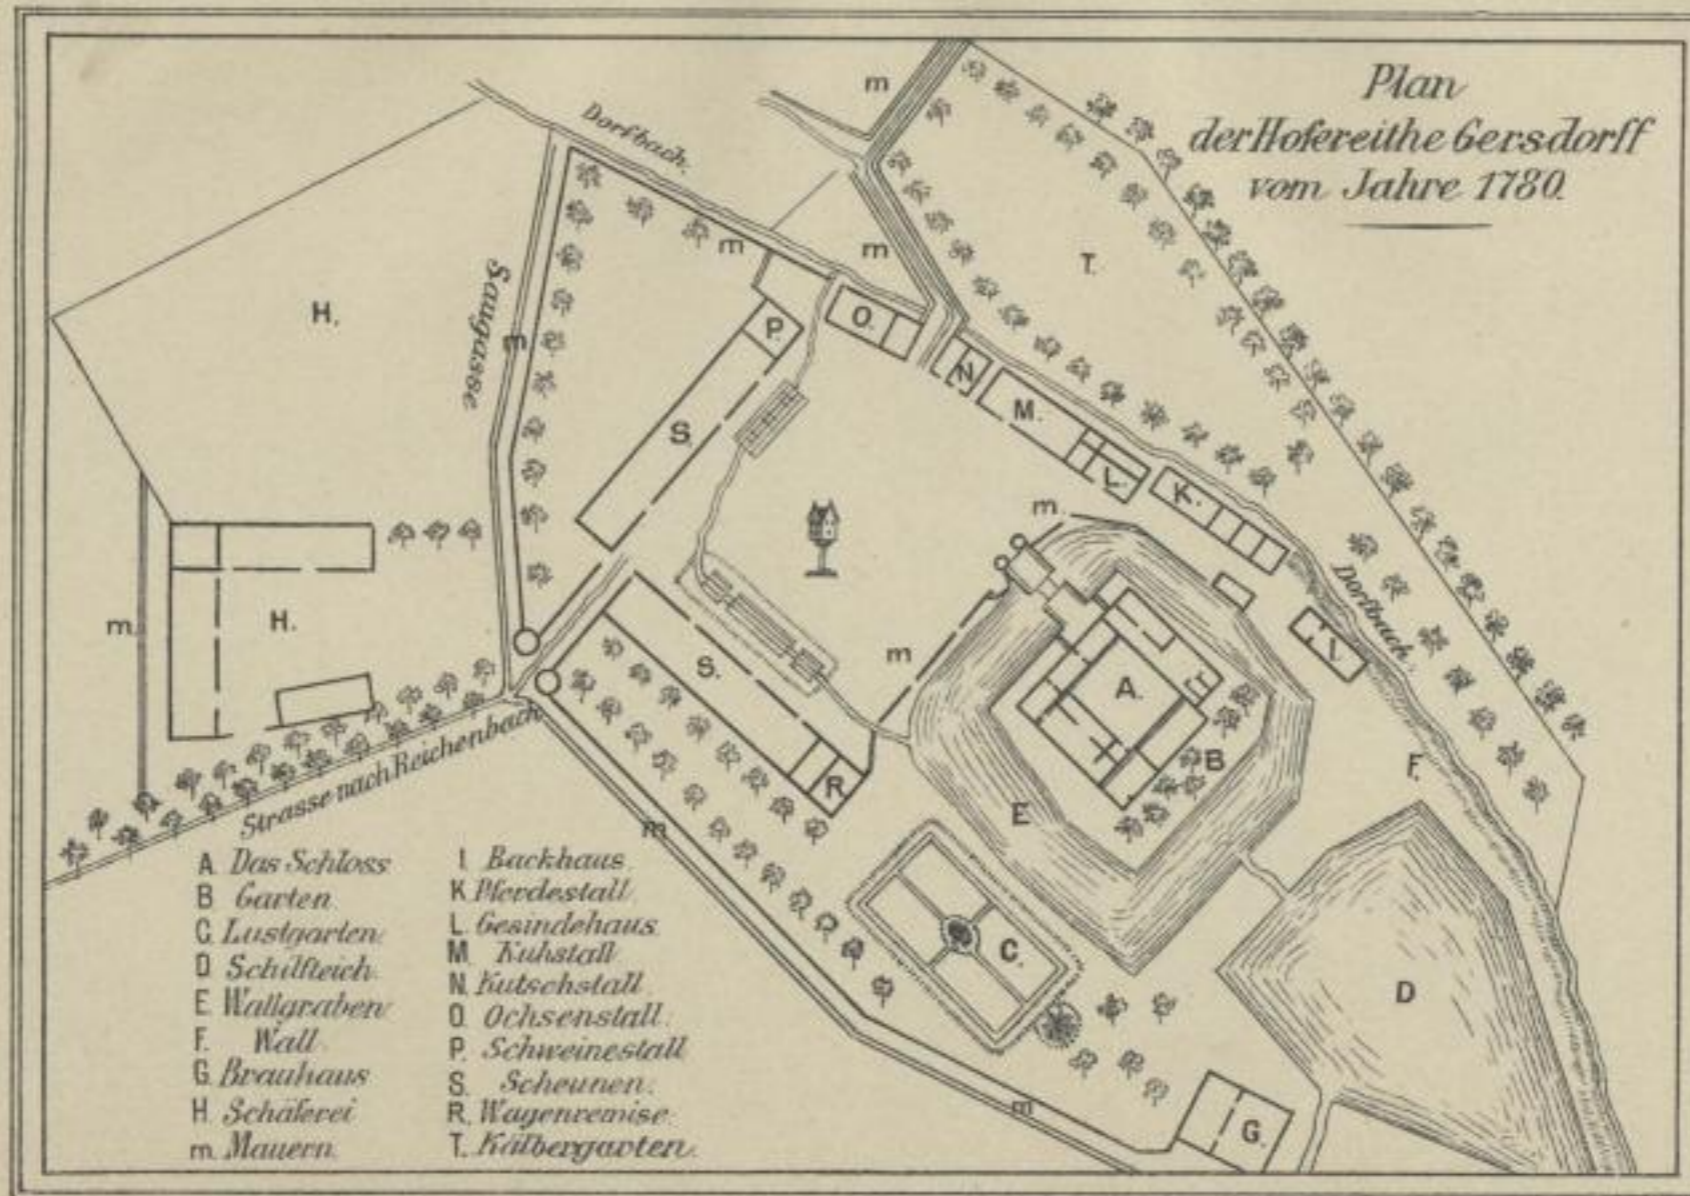 Plan
der Hofereithe Gersdorff
vom Jahre 1780.
m
Dorfbach.
m
m
T.
H.
Saugasse
m
P.
O.
N.
M.
S.
L.
K.
m.
Dorfbach.
m.
H.
m
I.
S.
A.
B
F.
R.
E
Strasse nach Reichenbach
m
C.
D
m
G.
A. Das Schloss
B Garten
C. Lustgarten
D Schilfteich.
E Wallgraben
F. Wall
G. Brauhaus
H. Schäferei
m. Mauern.
I Backhaus.
K Pferdestall.
L. Gesindehaus.
M Kuhstall
N. Kutschstall.
O. Ochsenstall.
P. Schweinestall
S. Scheunen.
R. Wagenremise.
T. Kälbergarten.